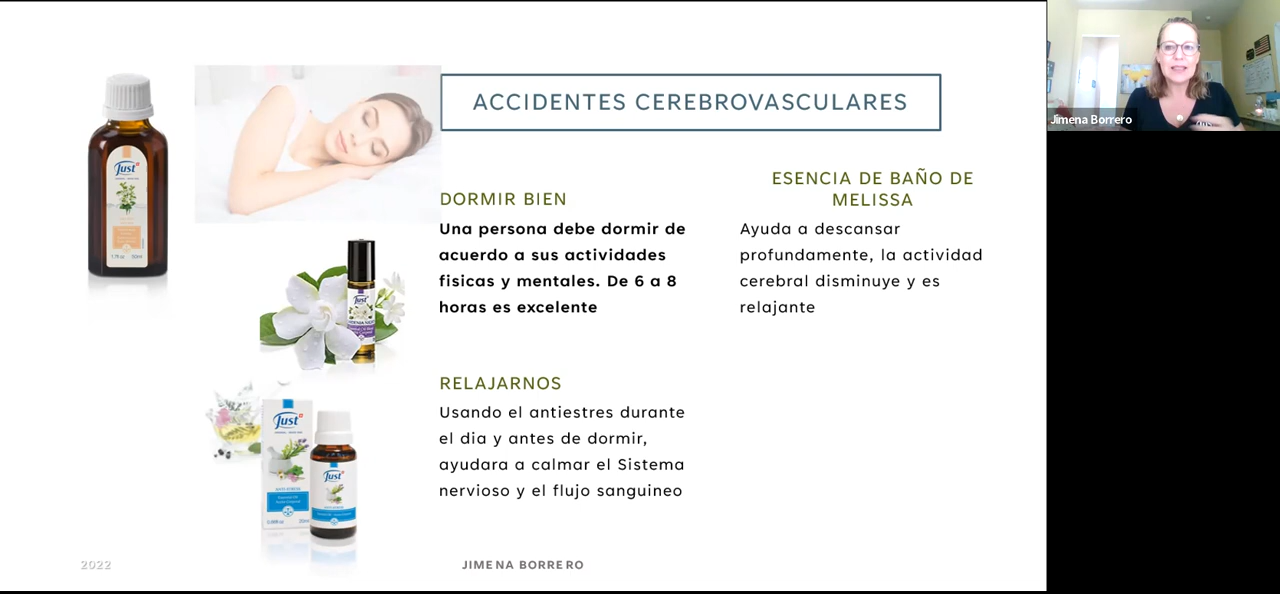 ACCIDENTES CEREBROVASCULARES
Jimena Borrero
DORMIR BIEN
Una persona debe dormir de
acuerdo a sus actividades
fisicas y mentales. De 6 a 8
horas es excelente
ESENCIA DE BAÑO DE
MELISSA
Ayuda a descansar
profundamente, la actividad
cerebral disminuye y es
relajante
RELAJARNOS
Usando el antiestres durante
el dia y antes de dormir,
ayudara a calmar el Sistema
nervioso y el flujo sanguineo
Just
Just
Just
Just
2022
JIMENA BORRERO